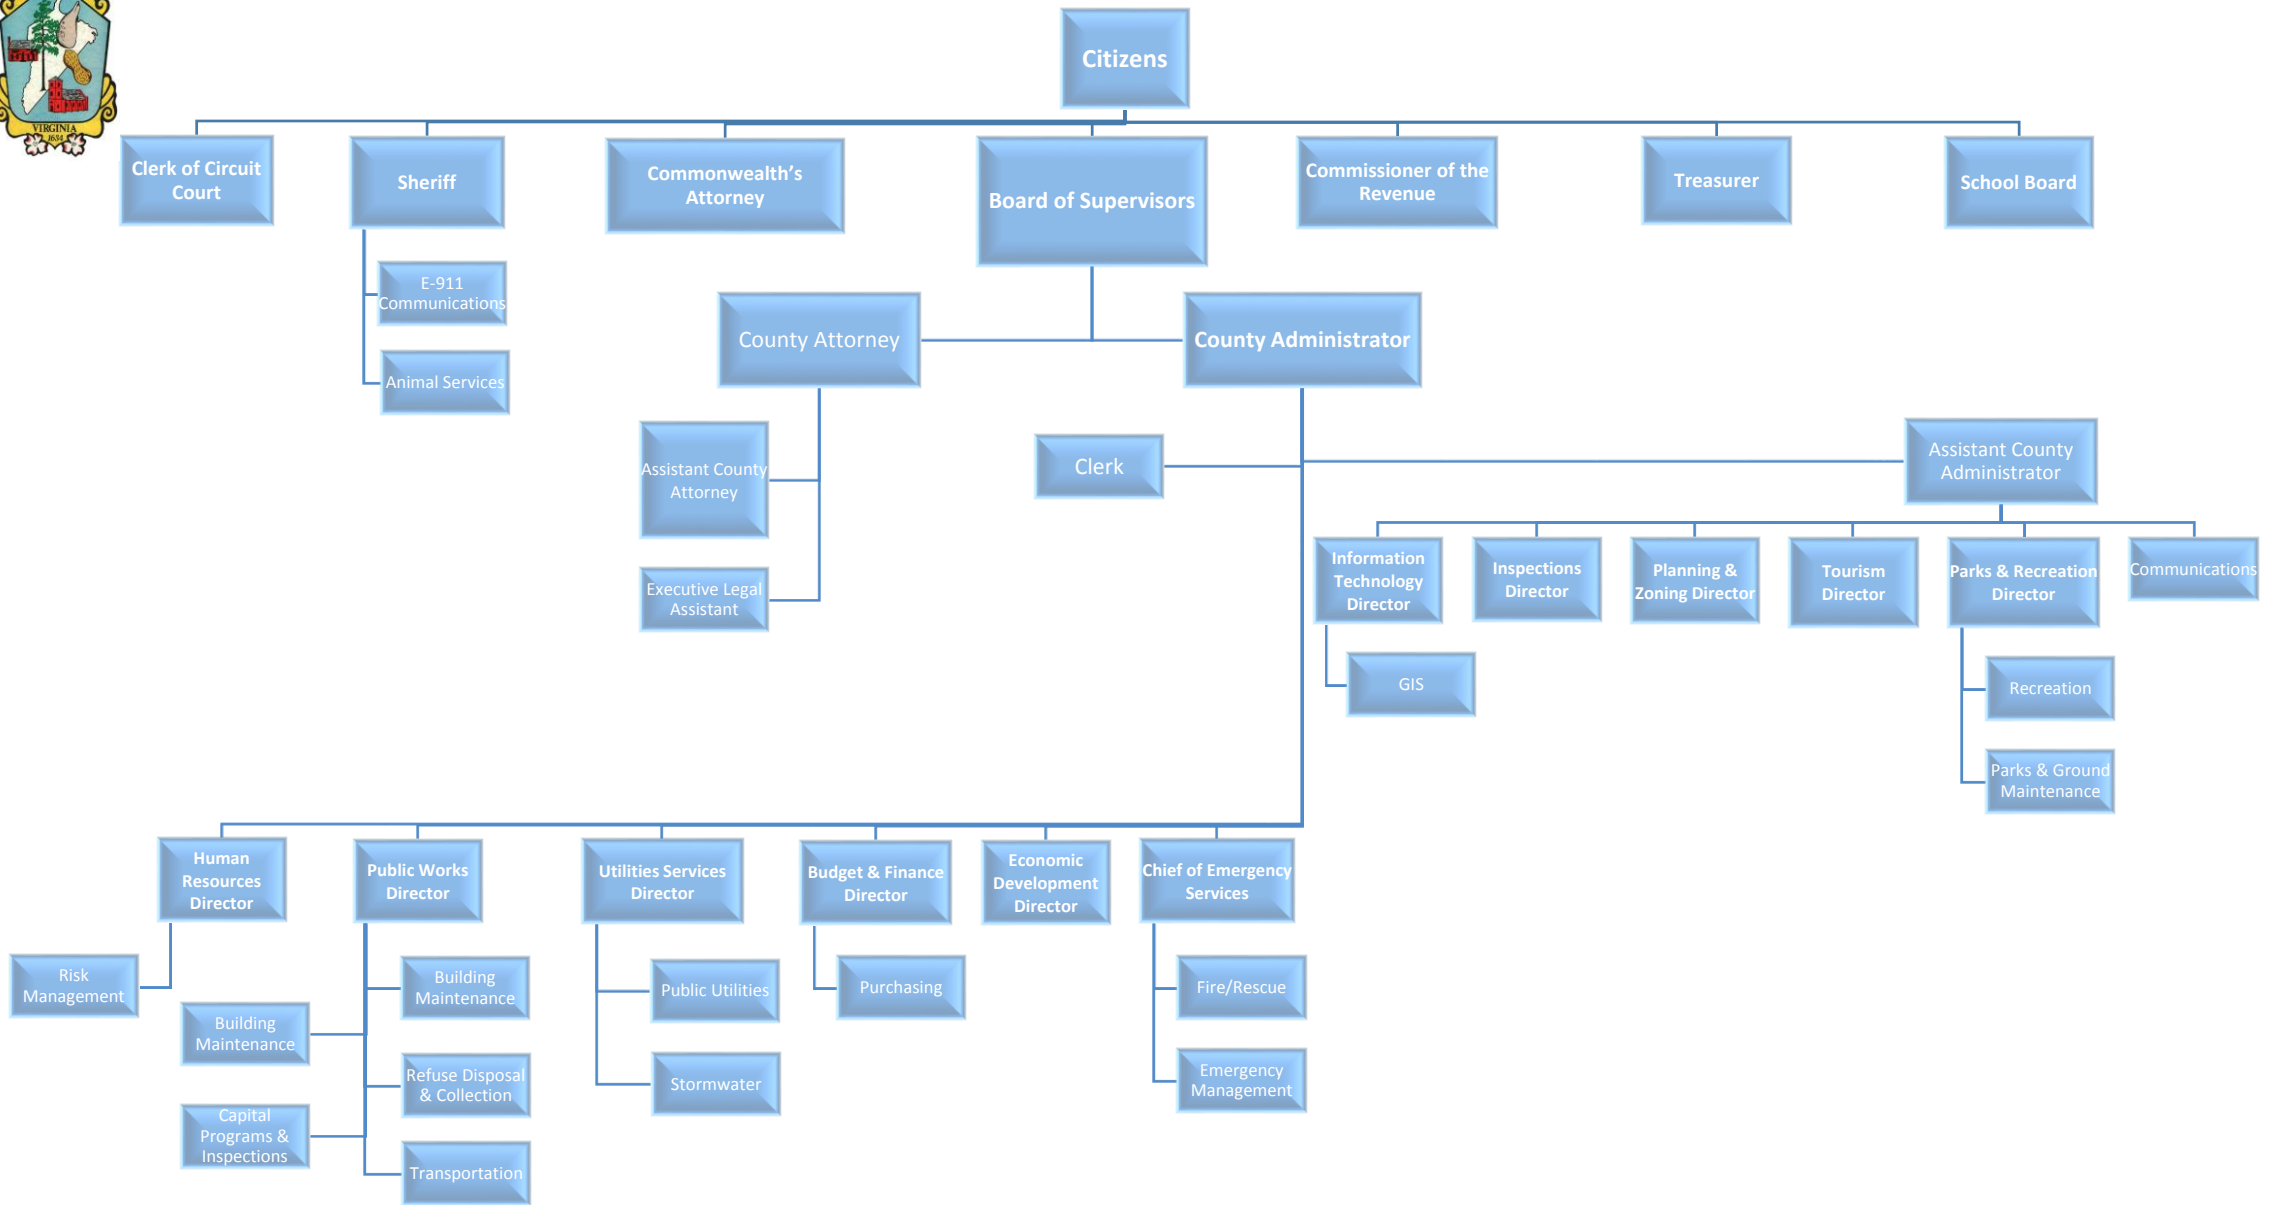 VIRGINIA
1634
Citizens
Clerk of Circuit
Court
Sheriff
Commonwealth's
Attorney
Board of Supervisors
Commissioner of the
Revenue
Treasurer
School Board
E-911
Communications
Animal Services
County Attorney
County Administrator
Assistant County
Attorney
Executive Legal
Assistant
Clerk
Assistant County
Administrator
Information
Technology
Director
Inspections
Director
Planning &
Zoning Director
Tourism
Director
Parks & Recreation
Director
Communications
GIS
Recreation
Parks & Ground
Maintenance
Human
Resources
Director
Public Works
Director
Utilities Services
Director
Budget & Finance
Director
Economic
Development
Director
Chief of Emergency
Services
Risk
Management
Building
Maintenance
Building
Maintenance
Refuse Disposal
& Collection
Capital
Programs &
Inspections
Transportation
Public Utilities
Stormwater
Purchasing
Fire/Rescue
Emergency
Management